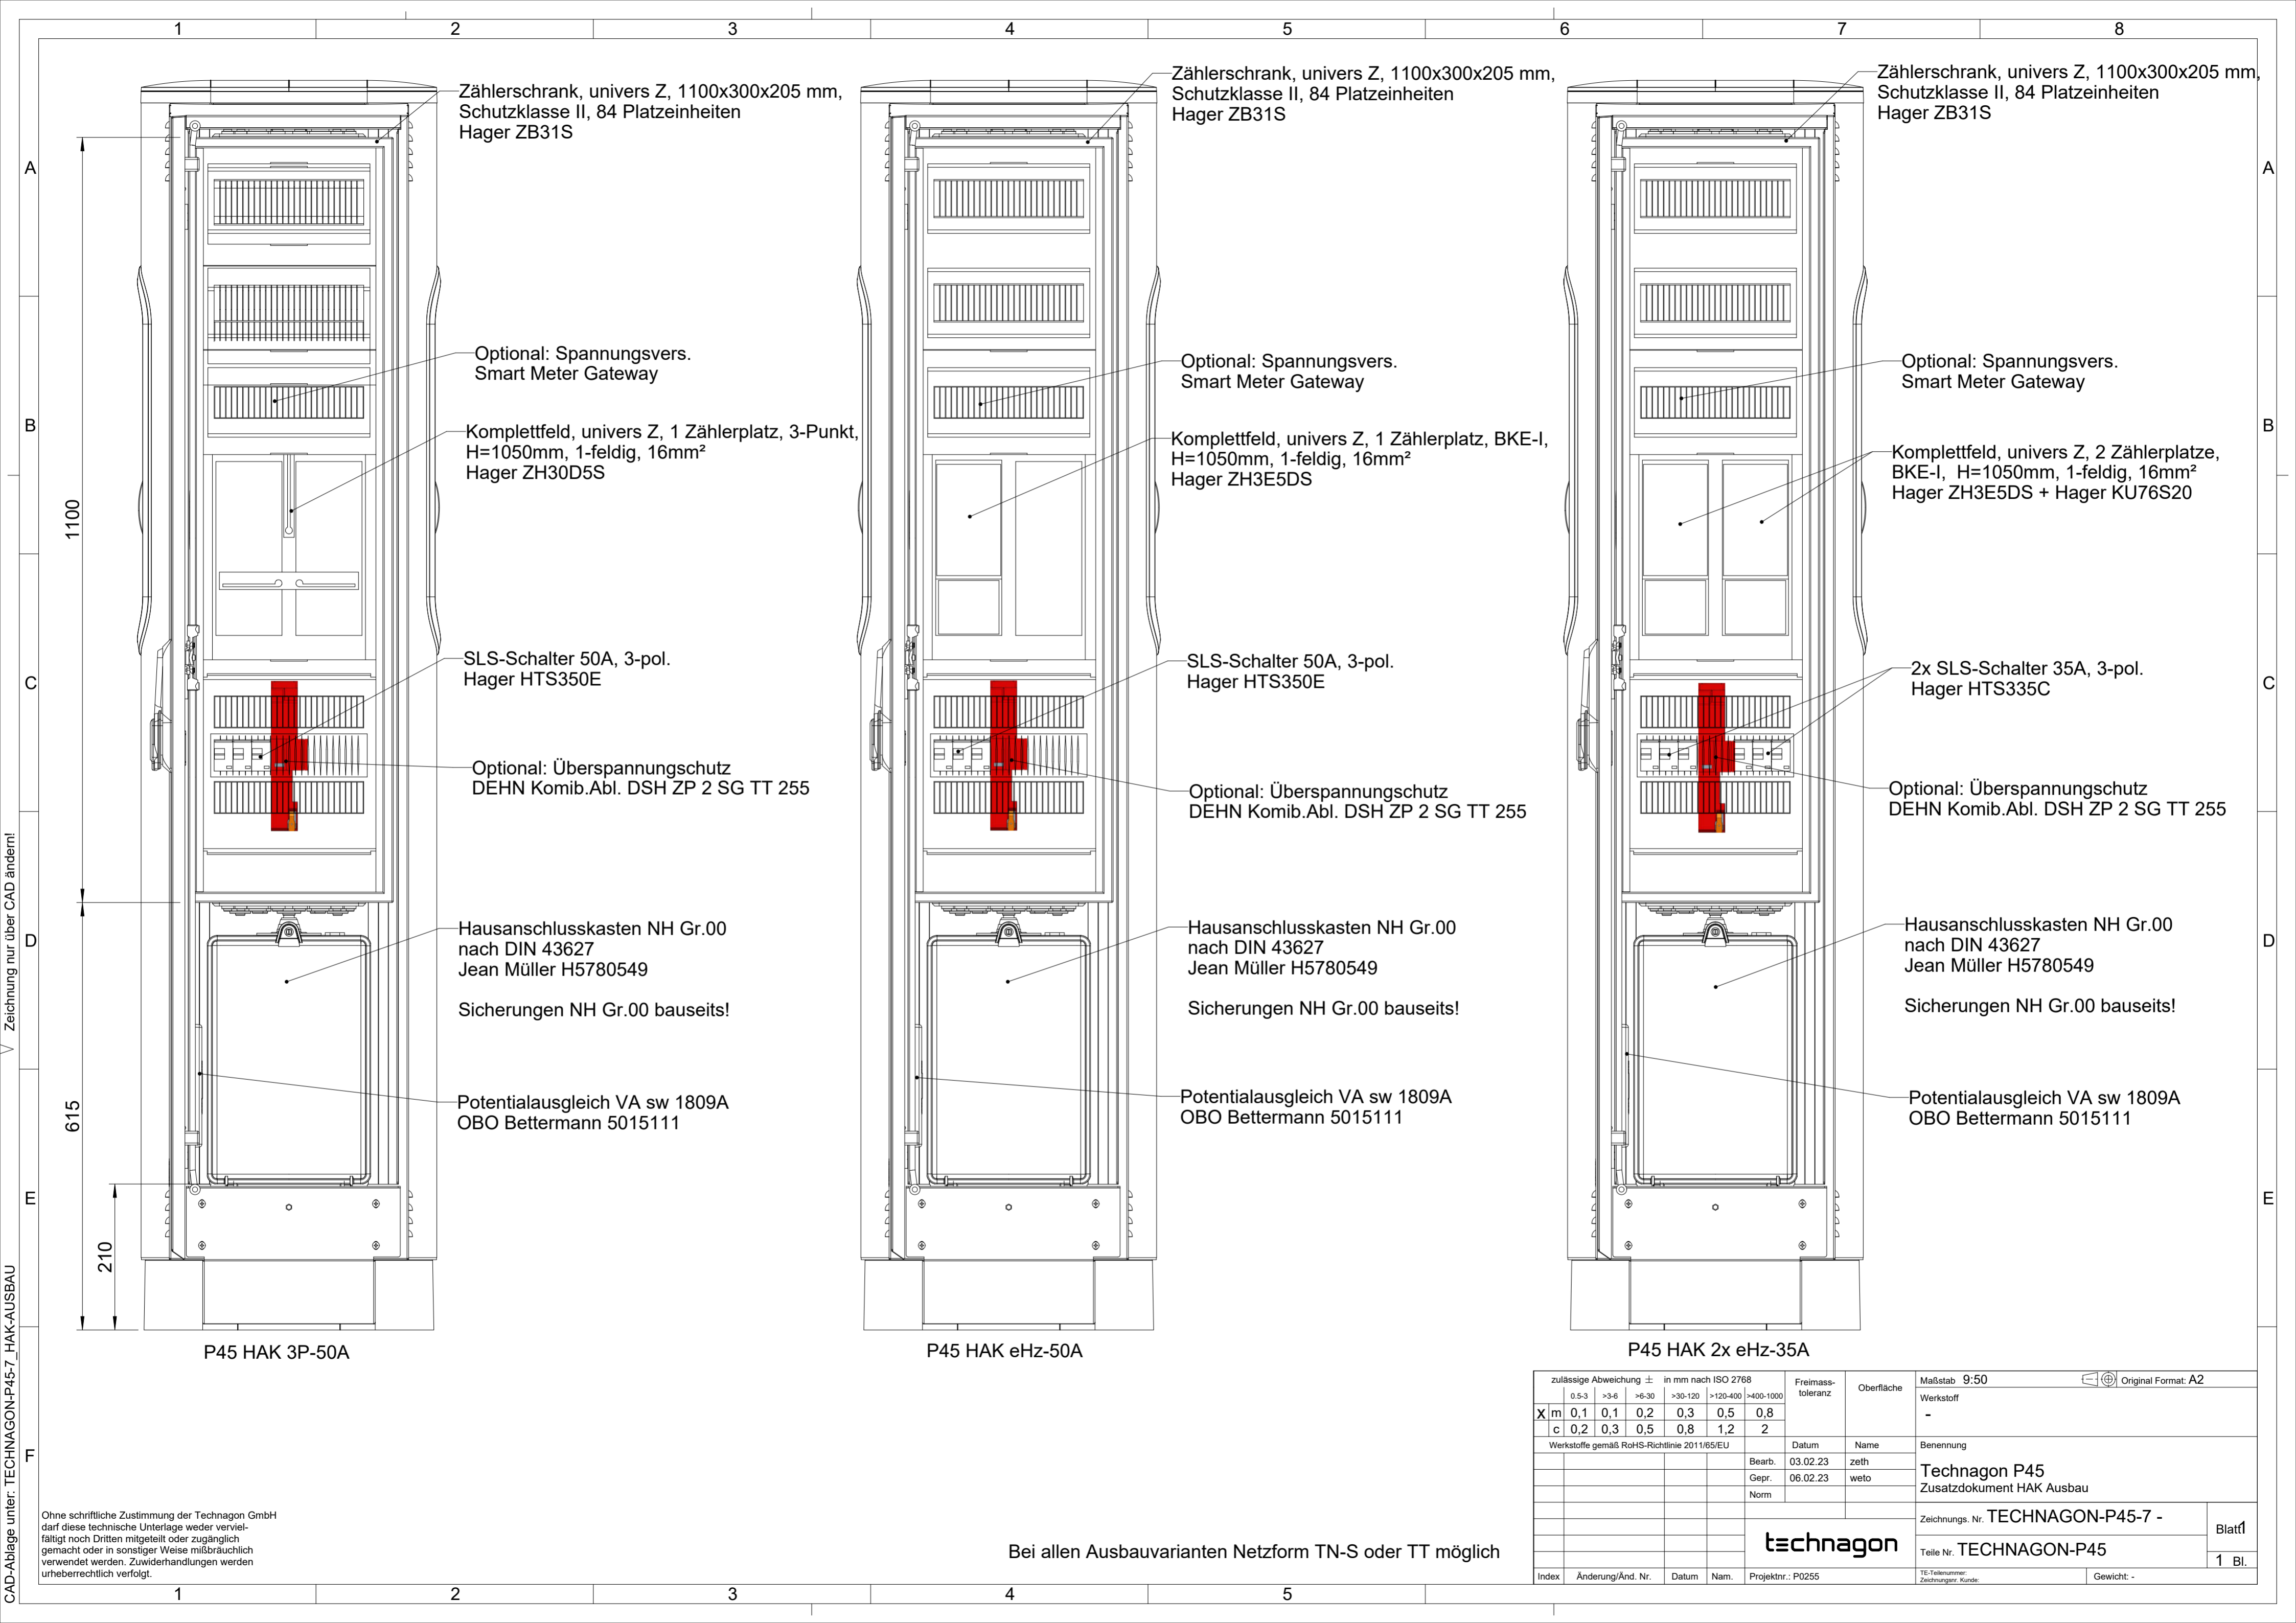 1 2 3 4 5 6 7 8
A
B
C
D
E
F
A
B
C
D
E
Zählerschrank, univers Z, 1100x300x205 mm,
Schutzklasse II, 84 Platzeinheiten
Hager ZB31S
Optional: Spannungsvers.
Smart Meter Gateway
Komplettfeld, univers Z, 1 Zählerplatz, 3-Punkt,
H=1050mm, 1-feldig, 16mm²
Hager ZH30D5S
SLS-Schalter 50A, 3-pol.
Hager HTS350E
Optional: Überspannungschutz
DEHN Komib.Abl. DSH ZP 2 SG TT 255
Hausanschlusskasten NH Gr.00
nach DIN 43627
Jean Müller H5780549
Sicherungen NH Gr.00 bauseits!
Potentialausgleich VA sw 1809A
OBO Bettermann 5015111
1100
615
210
P45 HAK 3P-50A
Zählerschrank, univers Z, 1100x300x205 mm,
Schutzklasse II, 84 Platzeinheiten
Hager ZB31S
Optional: Spannungsvers.
Smart Meter Gateway
Komplettfeld, univers Z, 1 Zählerplatz, BKE-I,
H=1050mm, 1-feldig, 16mm²
Hager ZH3E5DS
SLS-Schalter 50A, 3-pol.
Hager HTS350E
Optional: Überspannungschutz
DEHN Komib.Abl. DSH ZP 2 SG TT 255
Hausanschlusskasten NH Gr.00
nach DIN 43627
Jean Müller H5780549
Sicherungen NH Gr.00 bauseits!
Potentialausgleich VA sw 1809A
OBO Bettermann 5015111
P45 HAK eHz-50A
Zählerschrank, univers Z, 1100x300x205 mm,
Schutzklasse II, 84 Platzeinheiten
Hager ZB31S
Optional: Spannungsvers.
Smart Meter Gateway
Komplettfeld, univers Z, 2 Zählerplatze,
BKE-I, H=1050mm, 1-feldig, 16mm²
Hager ZH3E5DS + Hager KU76S20
2x SLS-Schalter 35A, 3-pol.
Hager HTS335C
Optional: Überspannungschutz
DEHN Komib.Abl. DSH ZP 2 SG TT 255
Hausanschlusskasten NH Gr.00
nach DIN 43627
Jean Müller H5780549
Sicherungen NH Gr.00 bauseits!
Potentialausgleich VA sw 1809A
OBO Bettermann 5015111
P45 HAK 2x eHz-35A
Zeichnung nur über CAD ändern!
CAD-Ablage unter: TECHNAGON-P45-7_HAK-AUSBAU
Ohne schriftliche Zustimmung der Technagon GmbH
darf diese technische Unterlage weder verviel-
fältigt noch Dritten mitgeteilt oder zugänglich
gemacht oder in sonstiger Weise mißbräuchlich
verwendet werden. Zuwiderhandlungen werden
urheberrechtlich verfolgt.
Bei allen Ausbauvarianten Netzform TN-S oder TT möglich
zulässige Abweichung ± in mm nach ISO 2768
0.5-3 >3-6 >6-30 >30-120 >120-400 >400-1000
X m 0,1 0,1 0,2 0,3 0,5 0,8
c 0,2 0,3 0,5 0,8 1,2 2
Freimass-
toleranz
Oberfläche
Maßstab 9:50
Original Format: A2
Werkstoff
-
Werkstoffe gemäß RoHS-Richtlinie 2011/65/EU
Datum Name
Bearb. 03.02.23 zeth
Gepr. 06.02.23 weto
Norm
Benennung
Technagon P45
Zusatzdokument HAK Ausbau
technagon
Zeichnungs. Nr. TECHNAGON-P45-7 -
Blatt1
Teile Nr. TECHNAGON-P45
1 Bl.
Index Änderung/Änd. Nr. Datum Nam. Projektnr.: P0255
TE-Teilenummer:
Zeichnungsnr. Kunde:
Gewicht: -
1 2 3 4 5